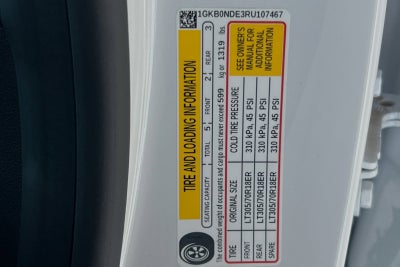 1GKB0NDE3RU107467
TIRE AND LOADING INFORMATION
SEATING CAPACITY | TOTAL 5 | FRONT 2 | REAR 3
The combined weight of occupants and cargo must never exceed 599 kg or 1319 lbs.
TIRE ORIGINAL SIZE COLD TIRE PRESSURE
FRONT LT305/70R18ER 310 kPa, 45 PSI
REAR LT305/70R18ER 310 kPa, 45 PSI
SPARE LT305/70R18ER 310 kPa, 45 PSI
SEE OWNER'S
MANUAL FOR
ADDITIONAL
INFORMATION